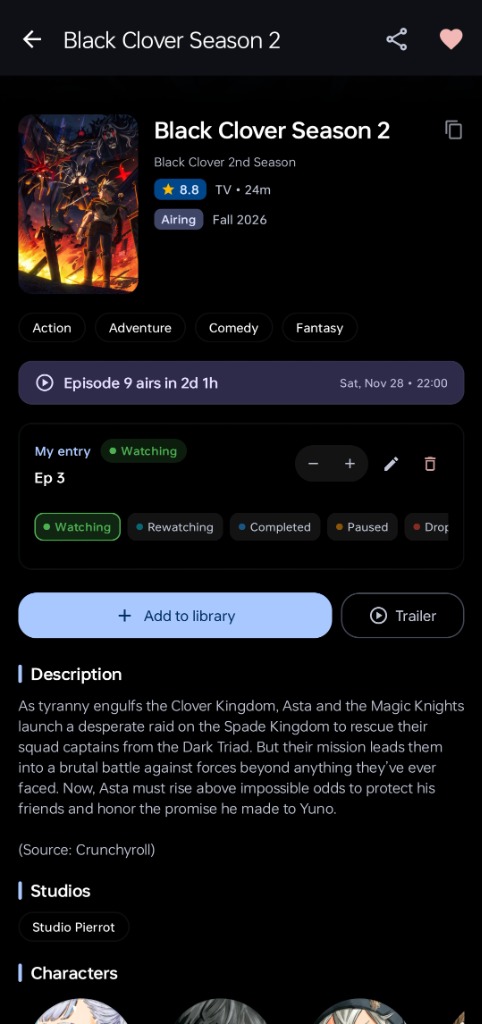 Black Clover Season 2
Black Clover Season 2
Black Clover 2nd Season
8.8 TV • 24m
Airing Fall 2026
Action Adventure Comedy Fantasy
Episode 9 airs in 2d 1h Sat, Nov 28 • 22:00
My entry Watching
Ep 3
Watching Rewatching Completed Paused Drop
Add to library Trailer
Description
As tyranny engulfs the Clover Kingdom, Asta and the Magic Knights
launch a desperate raid on the Spade Kingdom to rescue their
squad captains from the Dark Triad. But their mission leads them
into a brutal battle against forces beyond anything they've ever
faced. Now, Asta must rise above impossible odds to protect his
friends and honor the promise he made to Yuno.
(Source: Crunchyroll)
Studios
Studio Pierrot
Characters